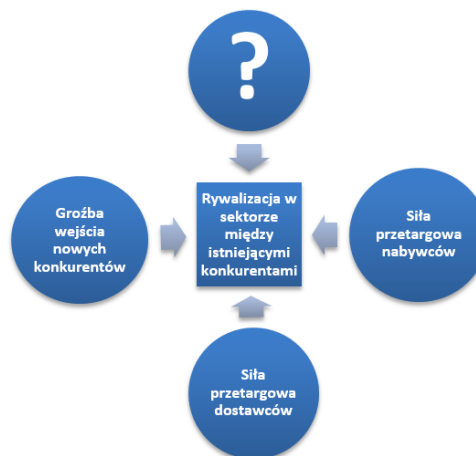 ?
Groźba
wejścia
nowych
konkurentów
Rywalizacja w
sektorze
między
istniejącymi
konkurentami
Siła
przetargowa
nabywców
Siła
przetargowa
dostawców